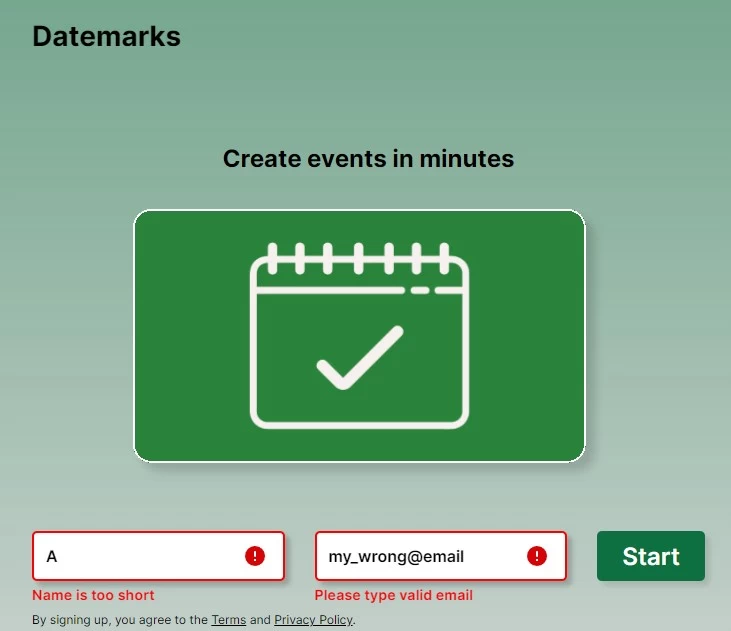 Datemarks
Create events in minutes
A
my_wrong@email
Start
Name is too short
Please type valid email
By signing up, you agree to the Terms and Privacy Policy.